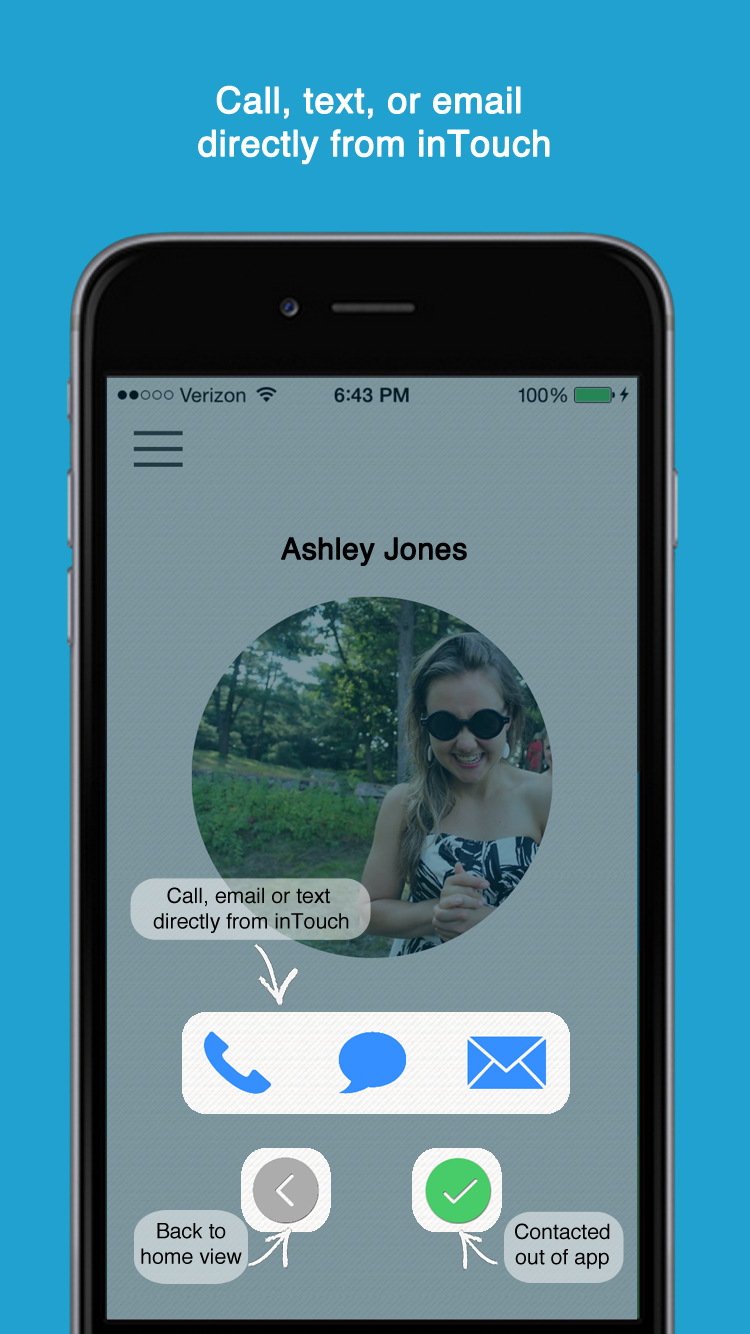 Call, text, or email
directly from inTouch
Verizon 6:43 PM 100%
Ashley Jones
Call, email or text
directly from inTouch
Back to
home view
Contacted
out of app